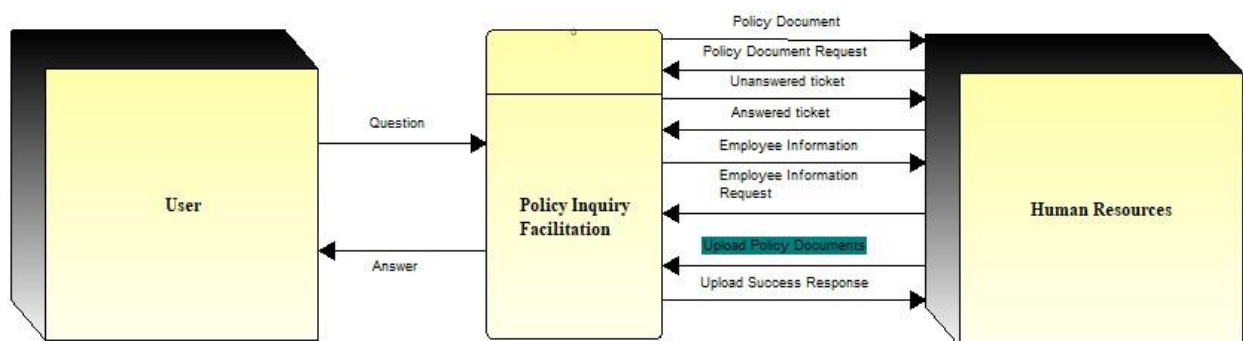 Policy Document
Policy Document Request
Unanswered ticket
Question
Answered ticket
Employee Information
Employee Information
Request
User
Policy Inquiry
Facilitation
Human Resources
Upload Policy Documents
Answer
Upload Success Response